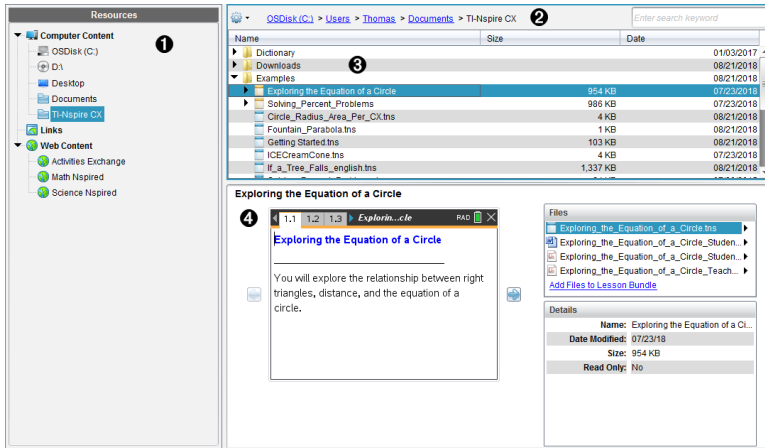 Resources
❶
Computer Content
OSDisk (C:)
D:\
Desktop
Documents
TI-Nspire CX
Links
Web Content
Activities Exchange
Math Nspired
Science Nspired
OSDisk (C:) > Users > Thomas > Documents > TI-Nspire CX ❷
Enter search keyword
Name Size Date
❸
Dictionary 01/03/2017
Downloads 08/21/2018
Examples 08/21/2018
Exploring the Equation of a Circle 954 KB 07/23/2018
Solving_Percent_Problems 986 KB 07/23/2018
Circle_Radius_Area_Per_CX.tns 4 KB 08/21/2018
Fountain_Parabola.tns 1 KB 08/21/2018
Getting Started.tns 103 KB 08/21/2018
ICECreamCone.tns 4 KB 07/23/2018
If_a_Tree_Falls_english.tns 1,337 KB 08/21/2018
Exploring the Equation of a Circle
❹
1.1 1.2 1.3 Explorin...cle PAD
Exploring the Equation of a Circle
You will explore the relationship between right
triangles, distance, and the equation of a
circle.
Files
Exploring_the_Equation_of_a_Circle.tns
Exploring_the_Equation_of_a_Circle_Studen...
Exploring_the_Equation_of_a_Circle_Studen...
Exploring_the_Equation_of_a_Circle_Teach...
Add Files to Lesson Bundle
Details
Name: Exploring the Equation of a Ci...
Date Modified: 07/23/18
Size: 954 KB
Read Only: No